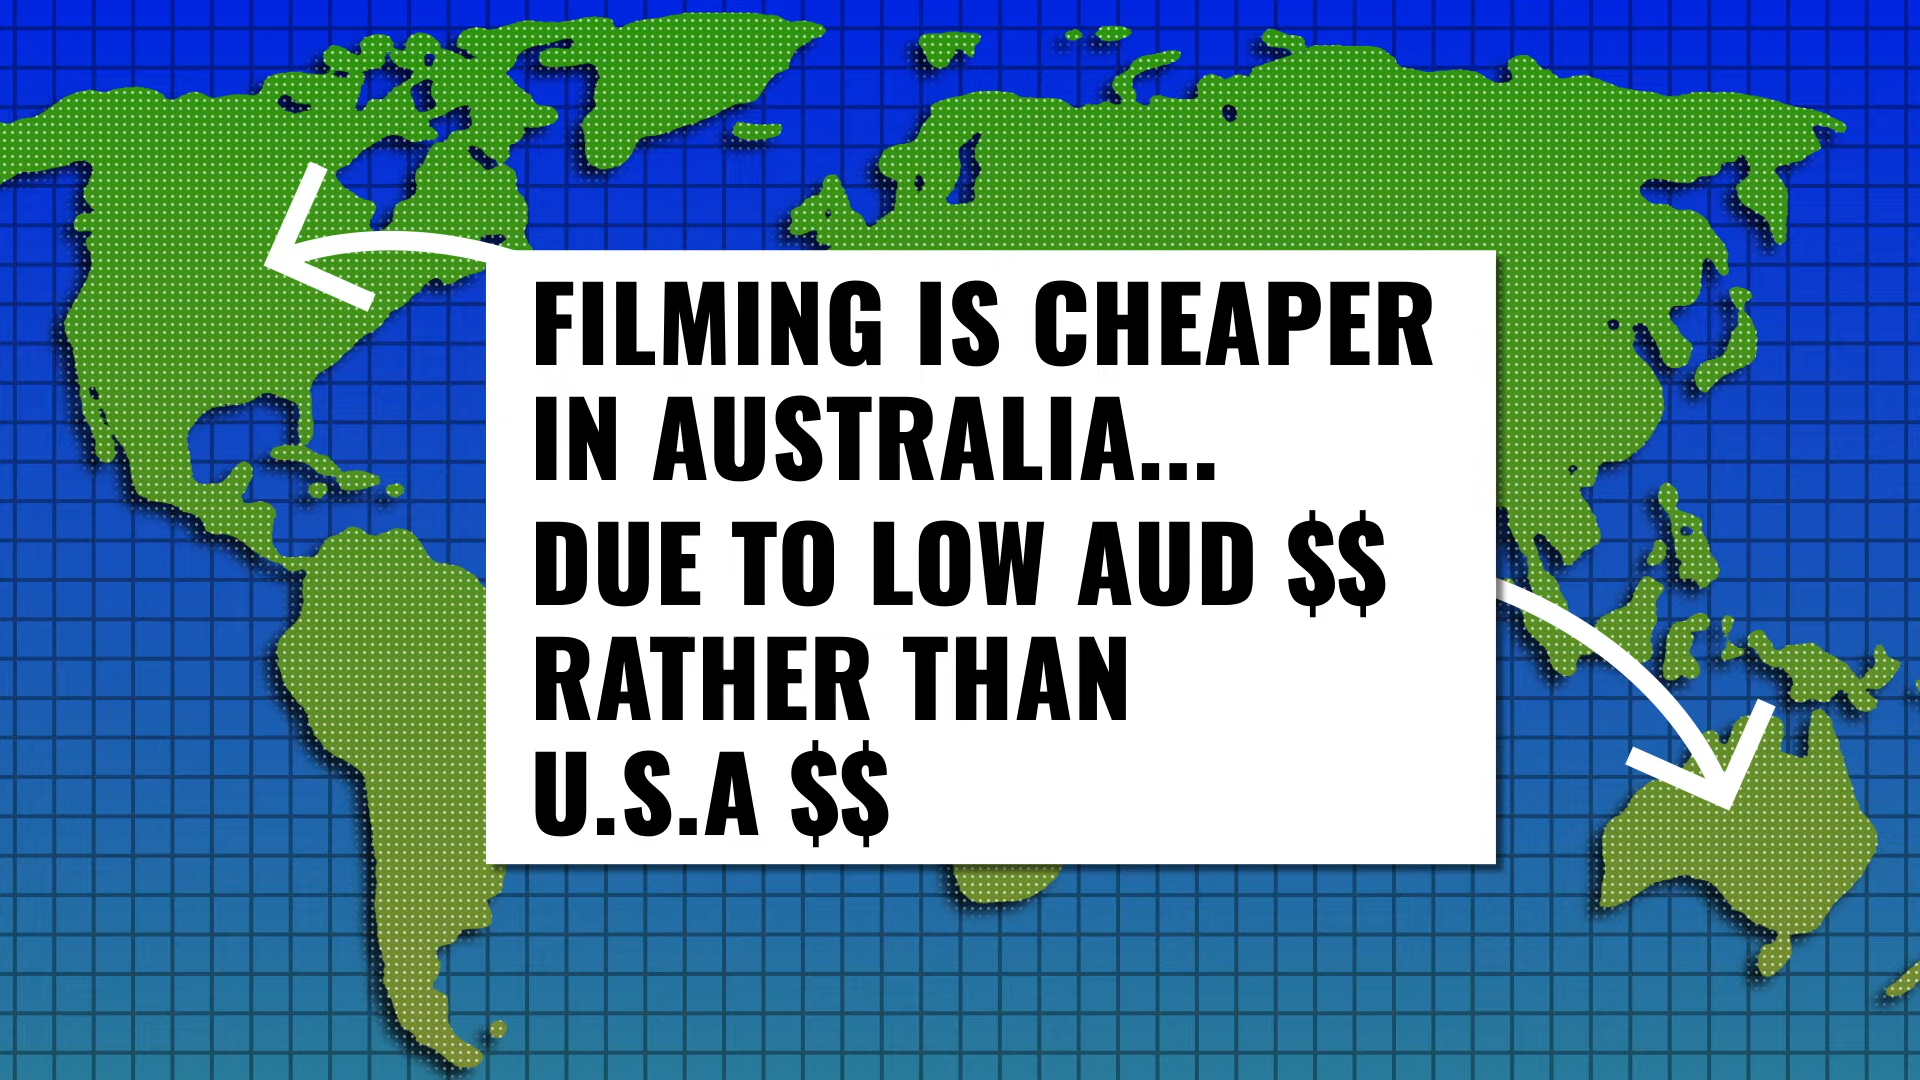 FILMING IS CHEAPER
IN AUSTRALIA...
DUE TO LOW AUD $$
RATHER THAN
U.S.A $$